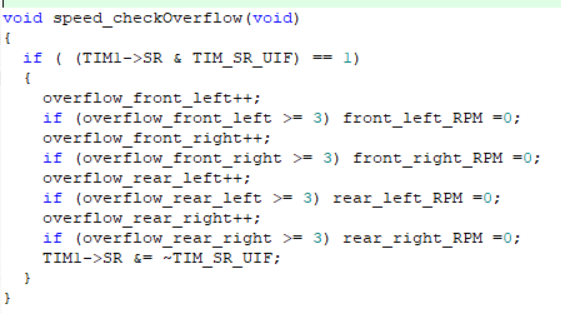 void speed_checkOverflow(void)
{
  if ( (TIM1->SR & TIM_SR_UIF) == 1)
  {
    overflow_front_left++;
    if (overflow_front_left >= 3) front_left_RPM =0;
    overflow_front_right++;
    if (overflow_front_right >= 3) front_right_RPM =0;
    overflow_rear_left++;
    if (overflow_rear_left >= 3) rear_left_RPM =0;
    overflow_rear_right++;
    if (overflow_rear_right >= 3) rear_right_RPM =0;
    TIM1->SR &= ~TIM_SR_UIF;
  }
}